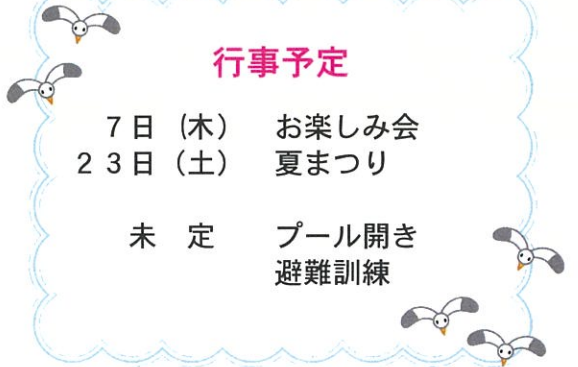 行事予定
7日(木) お楽しみ会
23日(土) 夏まつり
未 定 プール開き
避難訓練